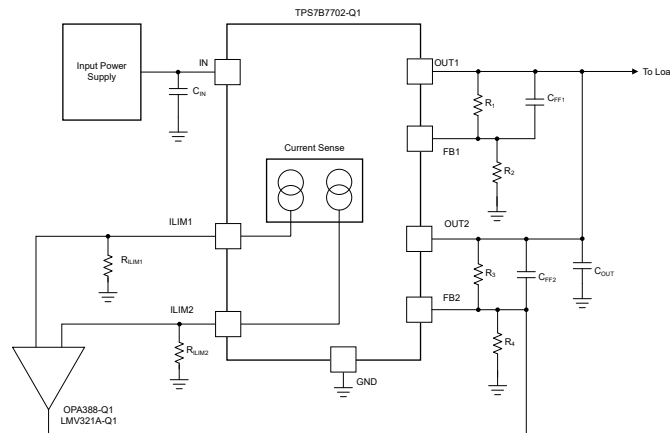 TPS7B7702-Q1
Input Power
Supply
IN
CIN
OUT1
To Loa
R1
CFF1
FB1
R2
Current Sense
ILIM1
RILIM1
OUT2
R3
CFF2
COUT
FB2
ILIM2
RILIM2
R4
GND
OPA388-Q1
LMV321A-Q1